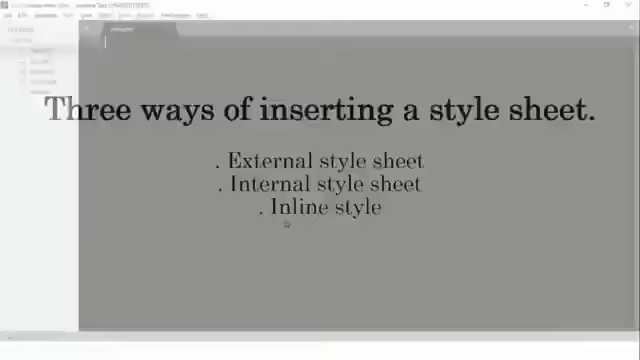 Three ways of inserting a style sheet.
. External style sheet
. Internal style sheet
. Inline style